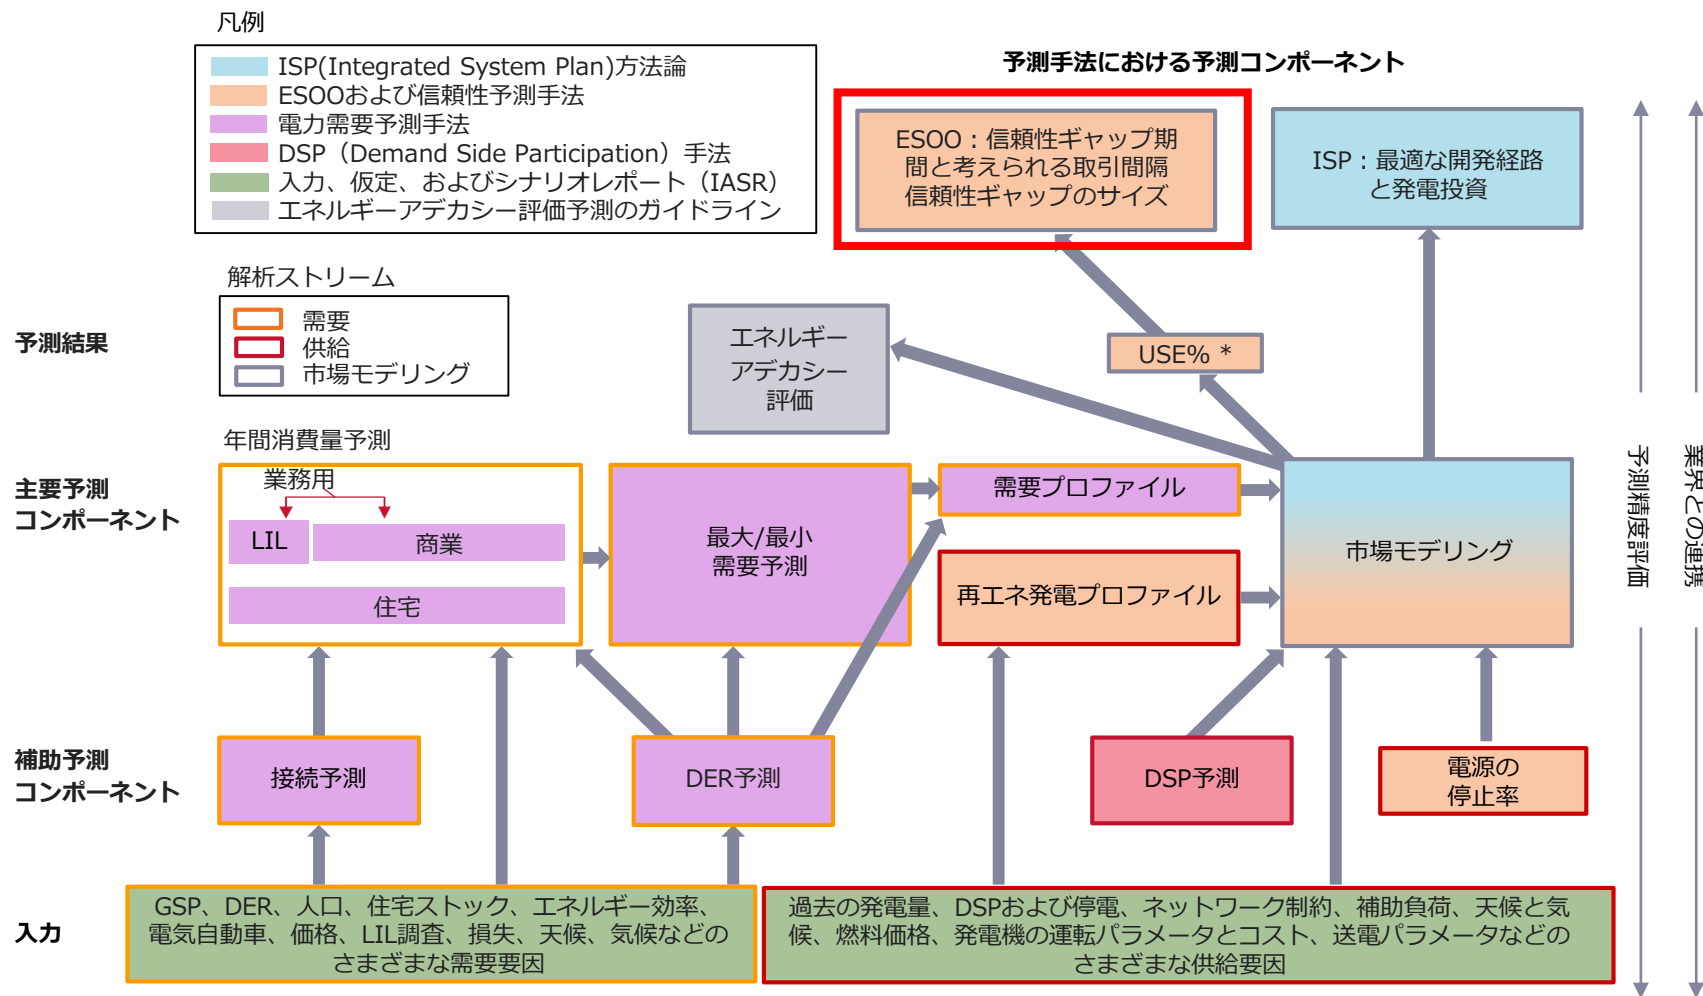 凡例
ISP(Integrated System Plan)方法論
ESOOおよび信頼性予測手法
電力需要予測手法
DSP（Demand Side Participation）手法
入力、仮定、およびシナリオレポート（IASR）
エネルギーアデカシー評価予測のガイドライン
予測手法における予測コンポーネント
ESOO：信頼性ギャップ期
間と考えられる取引間隔
信頼性ギャップのサイズ
ISP：最適な開発経路
と発電投資
解析ストリーム
需要
供給
市場モデリング
予測結果
エネルギー
アデカシー
評価
USE% *
年間消費量予測
主要予測
コンポーネント
業務用
LIL
商業
住宅
最大/最小
需要予測
需要プロファイル
再エネ発電プロファイル
市場モデリング
予測精度評価
業界との連携
補助予測
コンポーネント
接続予測
DER予測
DSP予測
電源の
停止率
入力
GSP、DER、人口、住宅ストック、エネルギー効率、
電気自動車、価格、LIL調査、損失、天候、気候などの
さまざまな需要要因
過去の発電量、DSPおよび停電、ネットワーク制約、補助負荷、天候と気
候、燃料価格、発電機の運転パラメータとコスト、送電パラメータなどの
さまざまな供給要因